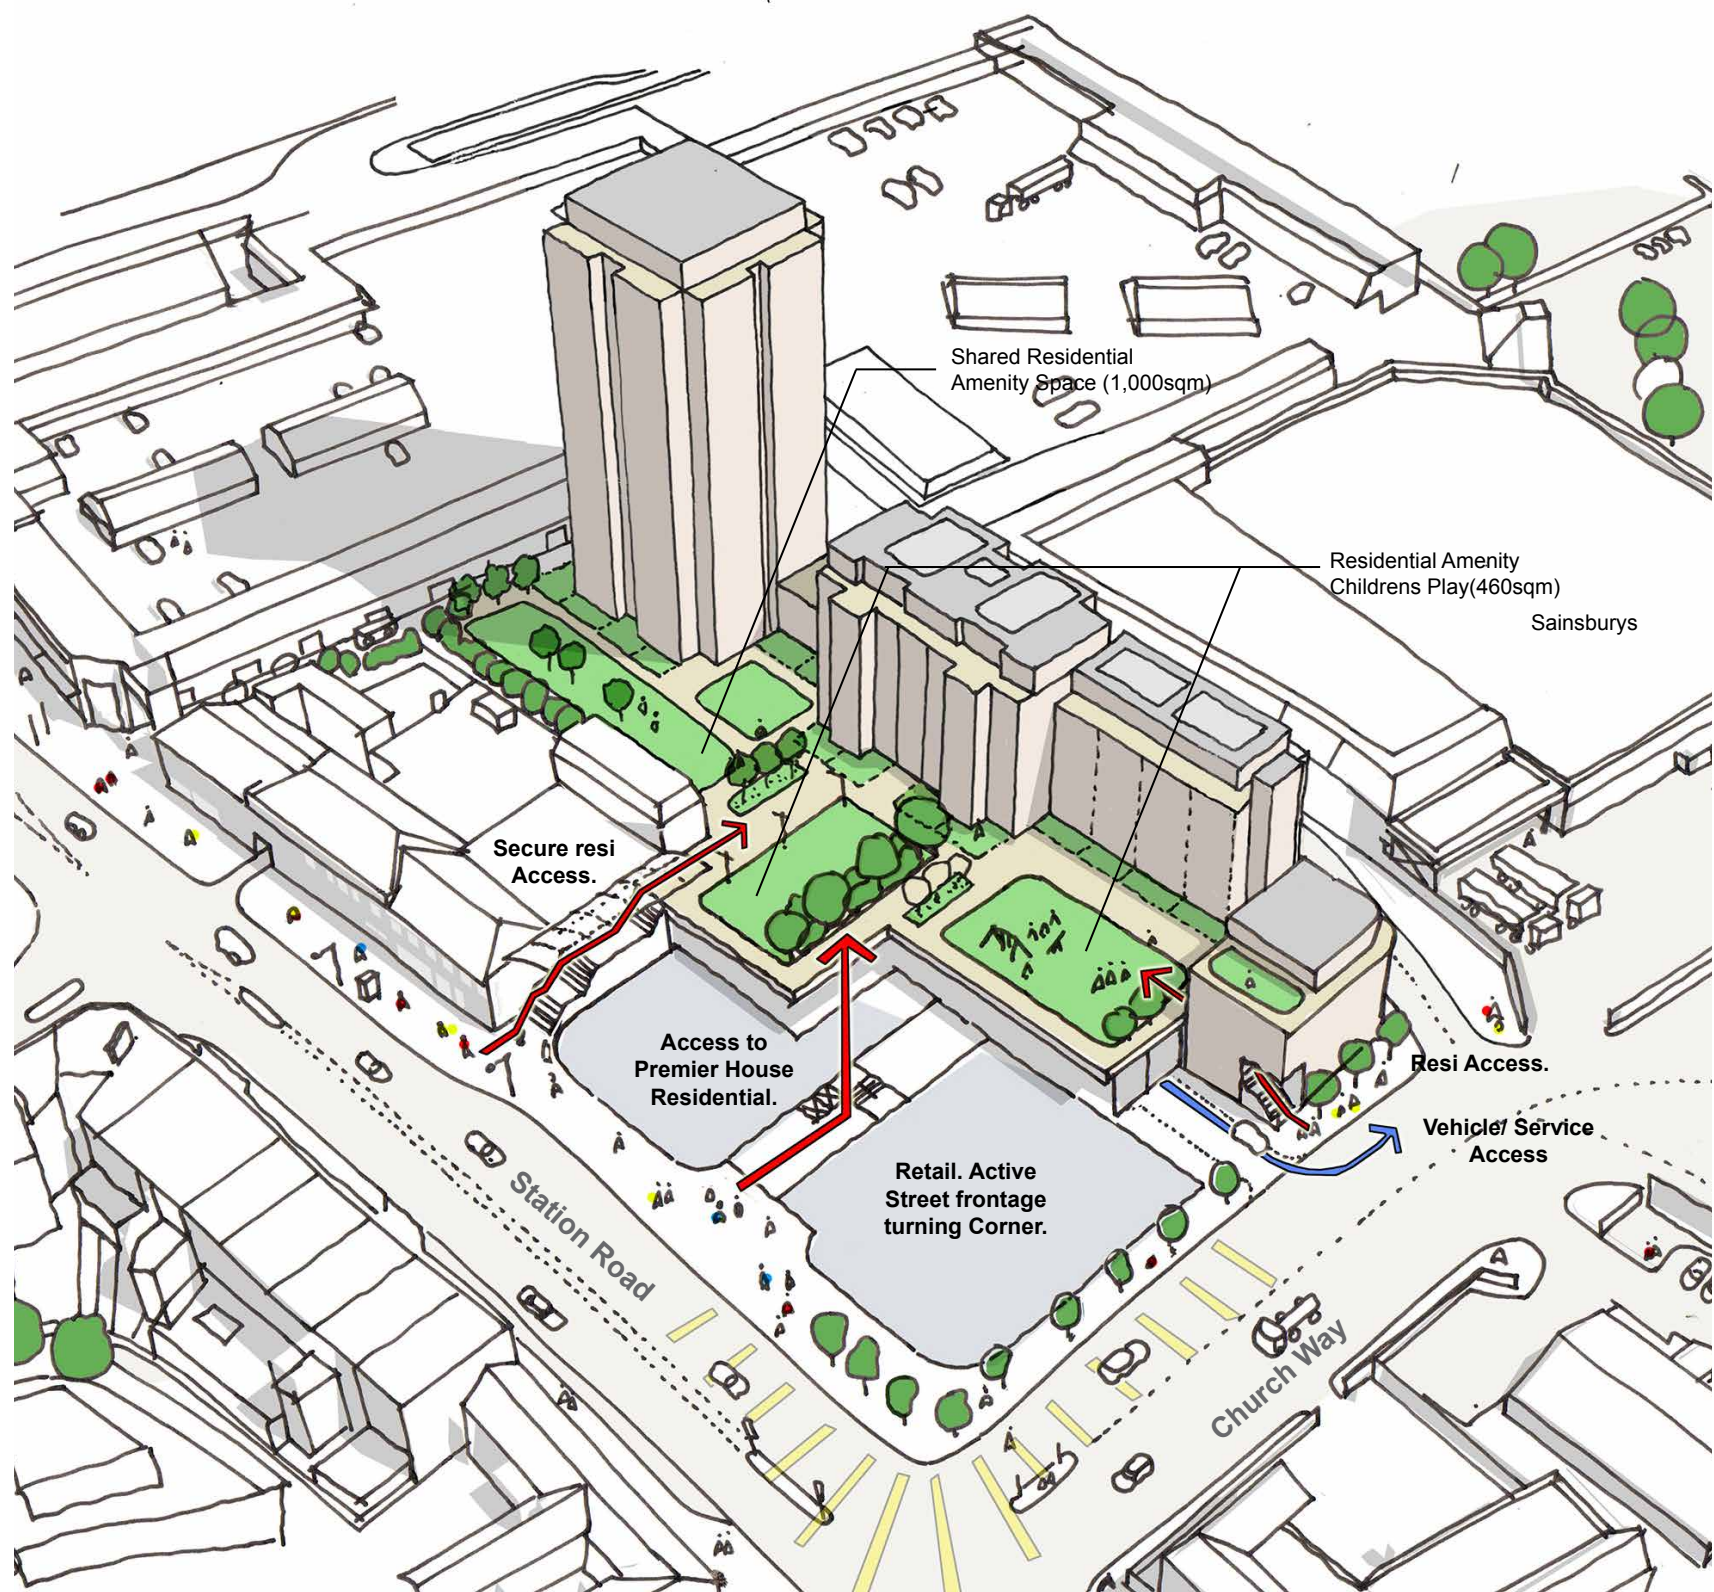 Shared Residential
Amenity Space (1,000sqm)
Residential Amenity
Childrens Play(460sqm)
Sainsburys
Secure resi
Access.
Access to
Premier House
Residential.
Resi Access.
Vehicle/ Service
Access
Retail. Active
Street frontage
turning Corner.
Station Road
Church Way